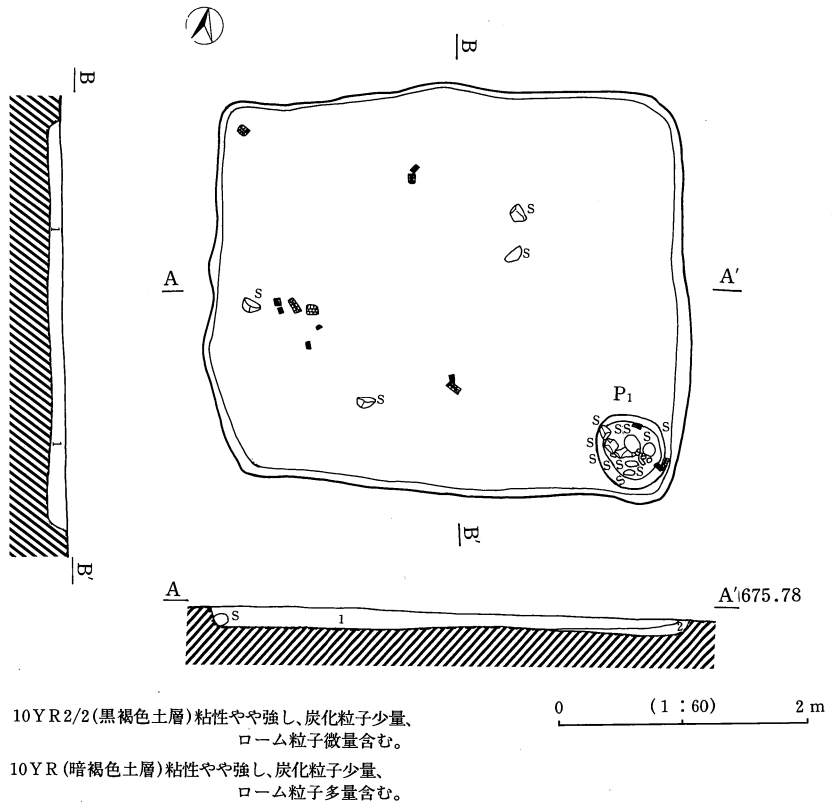 B
B
A
A'
S
S
S
S
1
1
P1
S
S S
S
S
S
S
S
S
S
S
S
B'
B'
A
A'
675.78
S
1
2
10YR2/2(黒褐色土層)粘性やや強し、炭化粒子少量、
ローム粒子微量含む。
10YR(暗褐色土層)粘性やや強し、炭化粒子少量、
ローム粒子多量含む。
0 (1:60) 2m